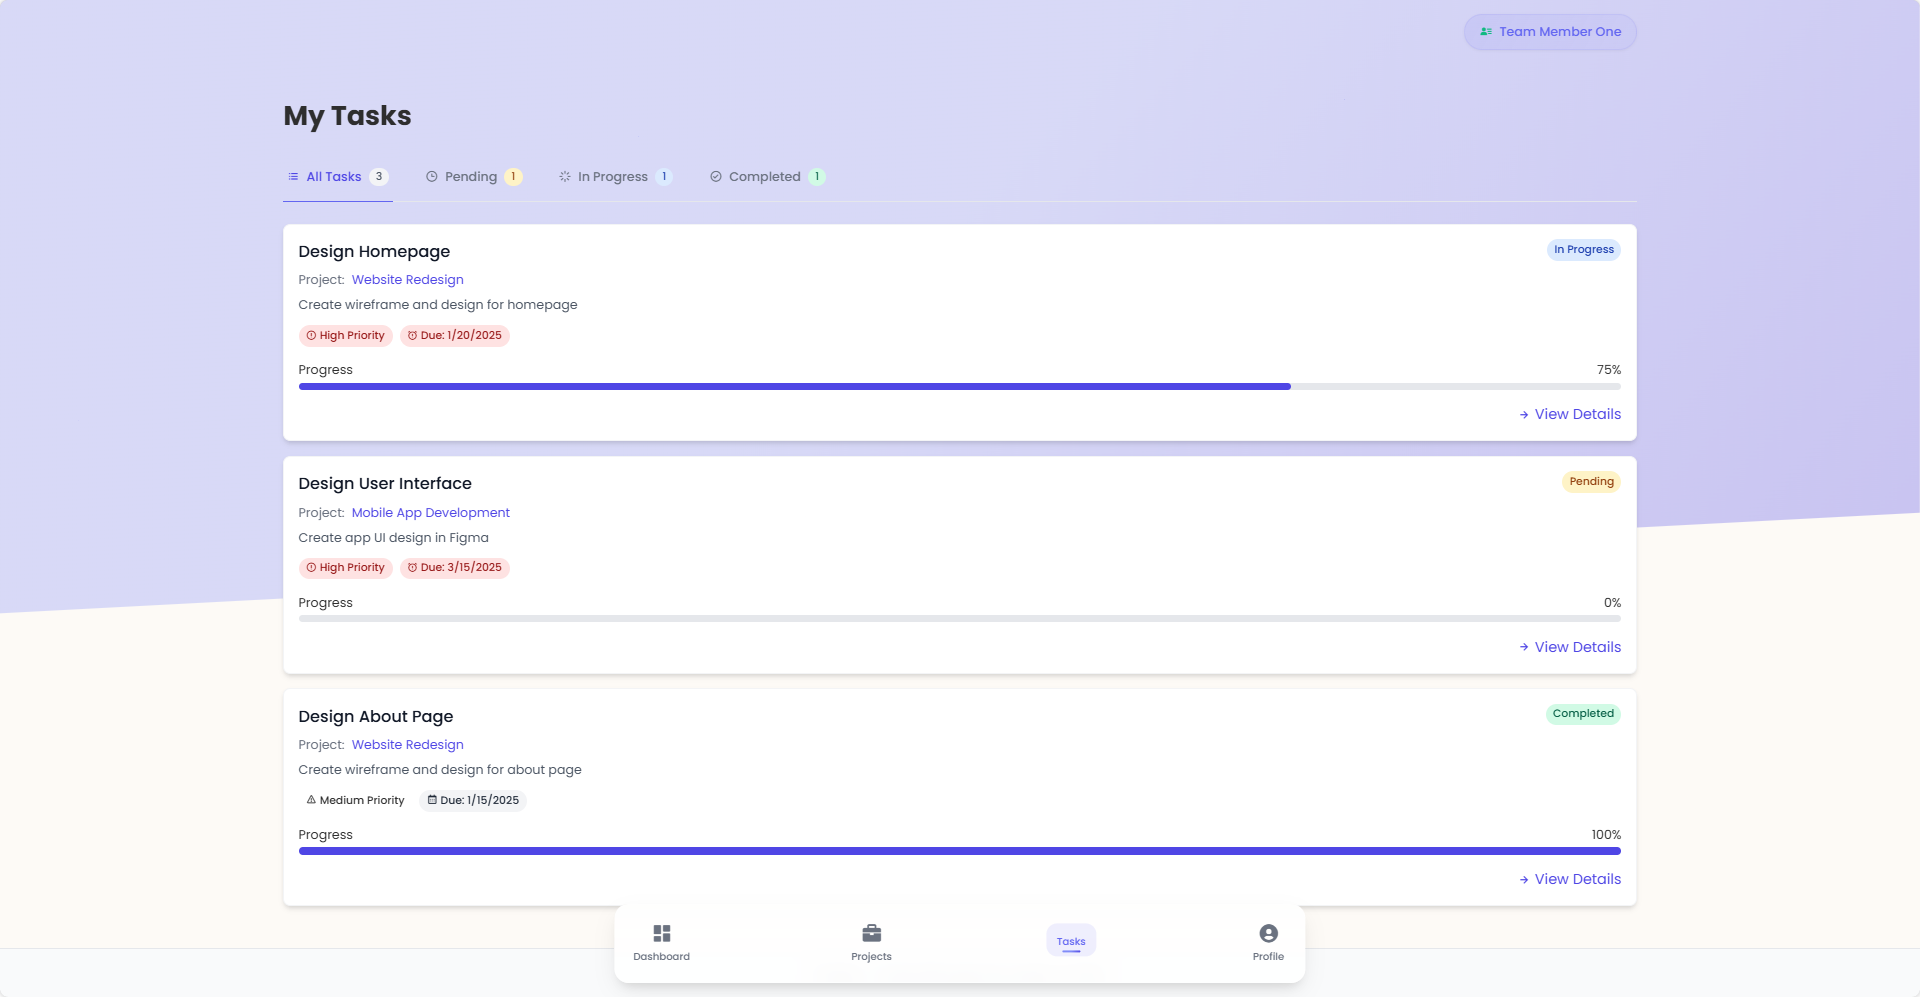 Team Member One
My Tasks
All Tasks 3 Pending 1 In Progress 1 Completed 1
Design Homepage In Progress
Project: Website Redesign
Create wireframe and design for homepage
High Priority Due: 1/20/2025
Progress 75%
View Details
Design User Interface Pending
Project: Mobile App Development
Create app UI design in Figma
High Priority Due: 3/15/2025
Progress 0%
View Details
Design About Page Completed
Project: Website Redesign
Create wireframe and design for about page
Medium Priority Due: 1/15/2025
Progress 100%
View Details
Dashboard Projects Tasks Profile